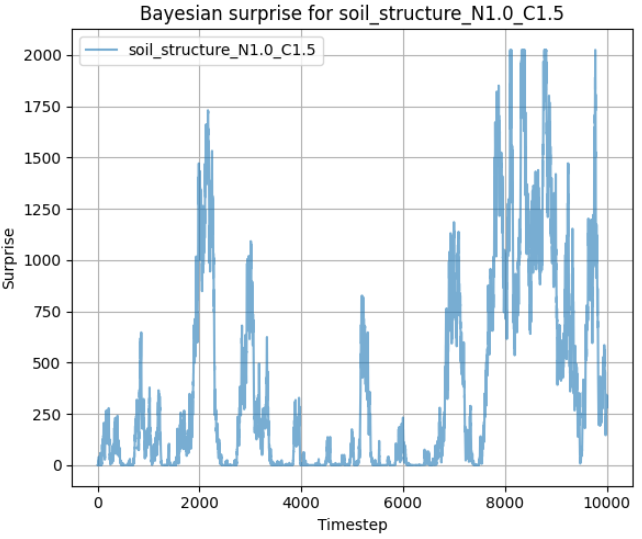 Bayesian surprise for soil_structure_N1.0_C1.5
soil_structure_N1.0_C1.5
2000
1750
1500
1250
1000
750
500
250
0
Surprise
0 2000 4000 6000 8000 10000
Timestep